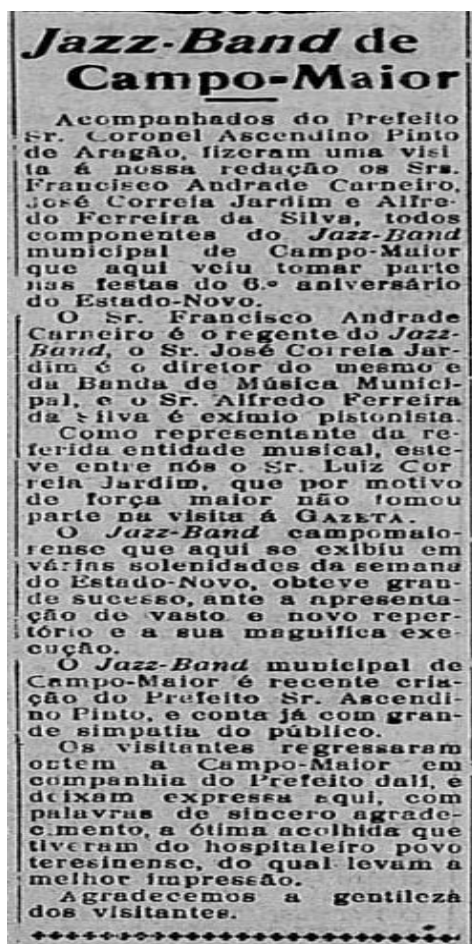 Jazz-Band de
Campo-Maior
Acompanhados do Prefeito
Sr. Coronel Ascendino Pinto
de Aragão, fizeram uma visi
ta á nossa redação os Srs.
Francisco Andrade Carneiro,
José Correia Jardim e Alfre-
do Ferreira da Silva, todos
componentes do Jazz-Band
municipal de Campo-Maior
que aqui veiu tomar parte
nas festas do 6.º aniversário
do Estado-Novo.
O Sr. Francisco Andrade
Carneiro é o regente do Jazz-
Band, o Sr. José Correia Jar-
dim é o diretor do mesmo e
da Banda de Música Munici-
pal, e o Sr. Alfredo Ferreira
da Silva é exímio pistonista.
Como representante da re-
ferida entidade musical, este-
ve entre nós o Sr. Luiz Cor
reia Jardim, que por motivo
de força maior não tomou
parte na visita á GAZETA.
O Jazz-Band campomaio-
rense que aqui se exibiu em
várias solenidades da semana
do Estado-Novo, obteve gran-
de sucesso, ante a apresenta-
ção de vasto e novo reper-
tório e a sua magnífica exe-
cução.
O Jazz-Band municipal de
Campo-Maior é recente cria-
ção do Prefeito Sr. Ascendi-
no Pinto, e conta já com gran-
de simpatia do público.
Os visitantes regressaram
ontem a Campo-Maior em
companhia do Prefeito dali, e
deixam expressa aqui, com
palavras de sincero agrade-
cimento, a ótima acolhida que
tiveram do hospitaleiro povo
teresinense, do qual levam a
melhor impressão.
Agradecemos a gentileza
dos visitantes.